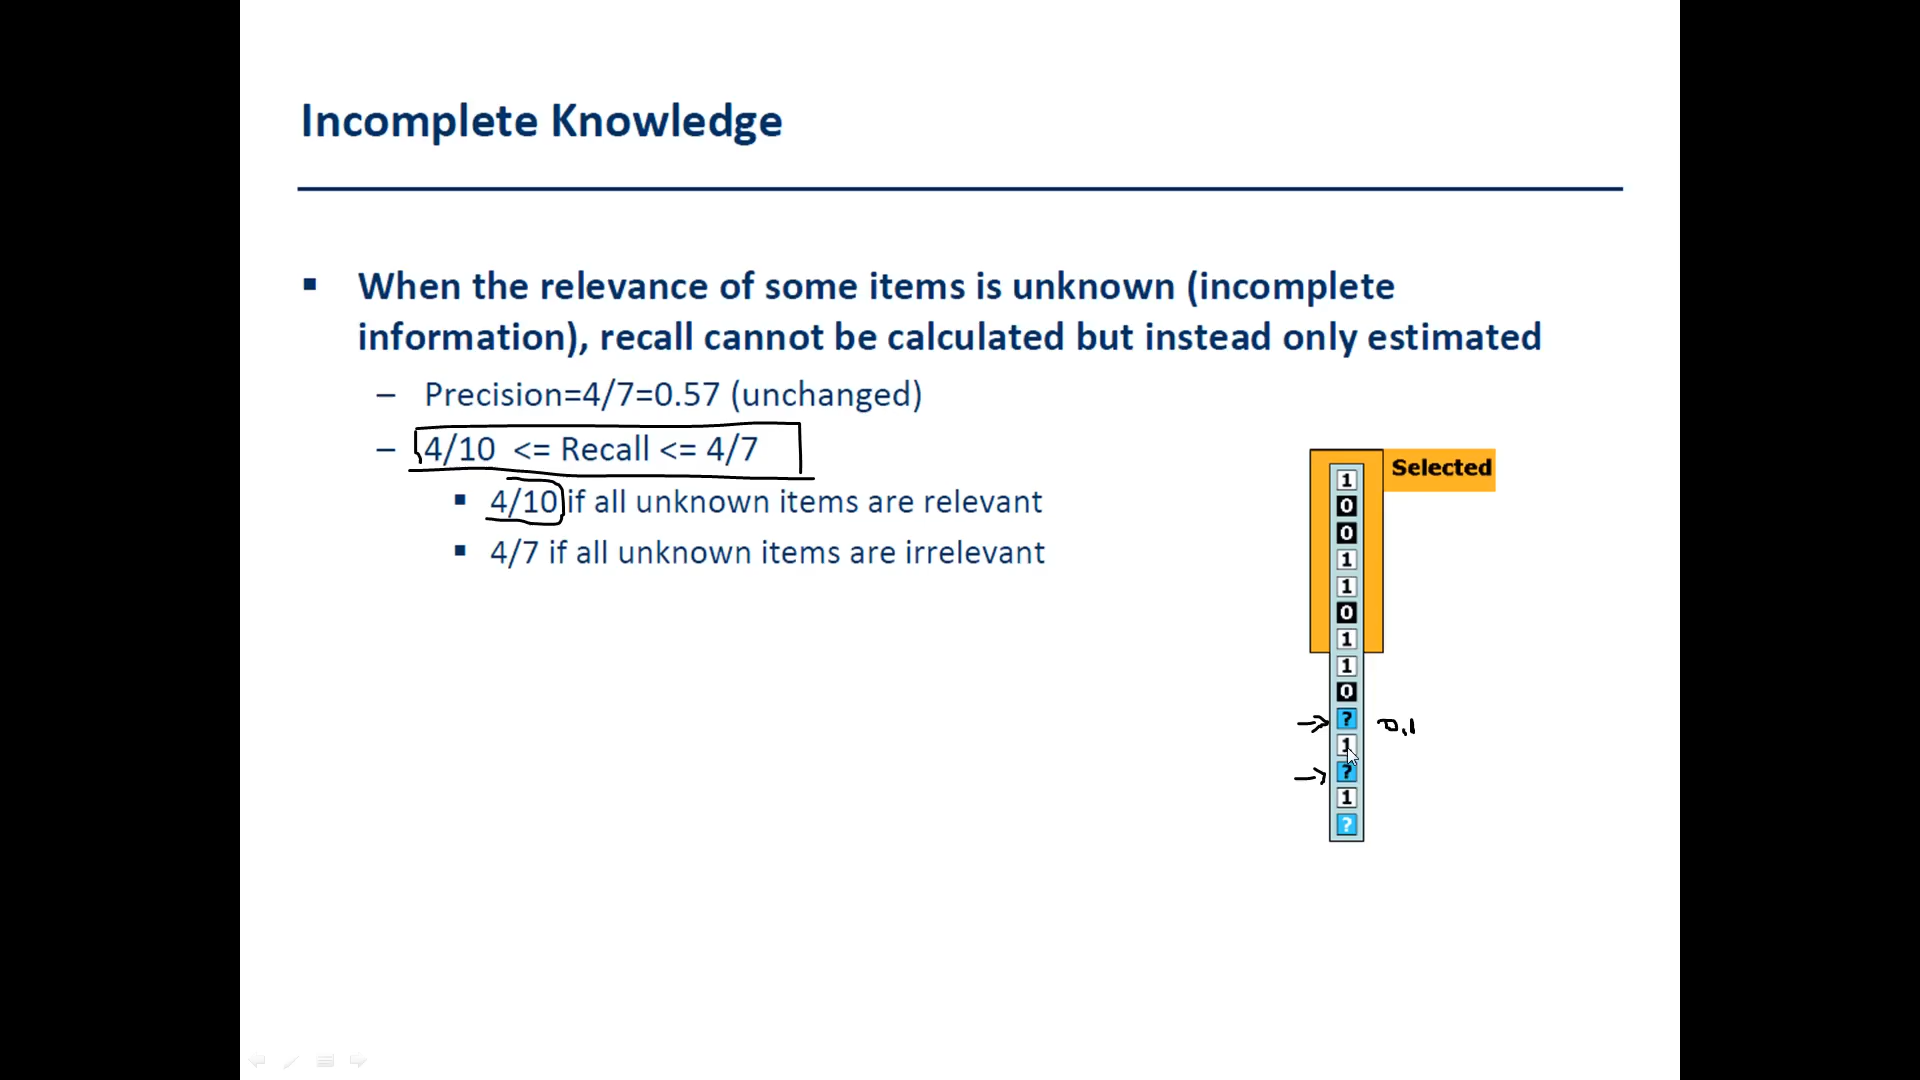 Incomplete Knowledge
▪ When the relevance of some items is unknown (incomplete
information), recall cannot be calculated but instead only estimated
– Precision=4/7=0.57 (unchanged)
– 4/10 <= Recall <= 4/7
▪ 4/10 if all unknown items are relevant
▪ 4/7 if all unknown items are irrelevant
Selected
1
0
0
1
1
0
1
1
0
? 0.1
1
?
1
?